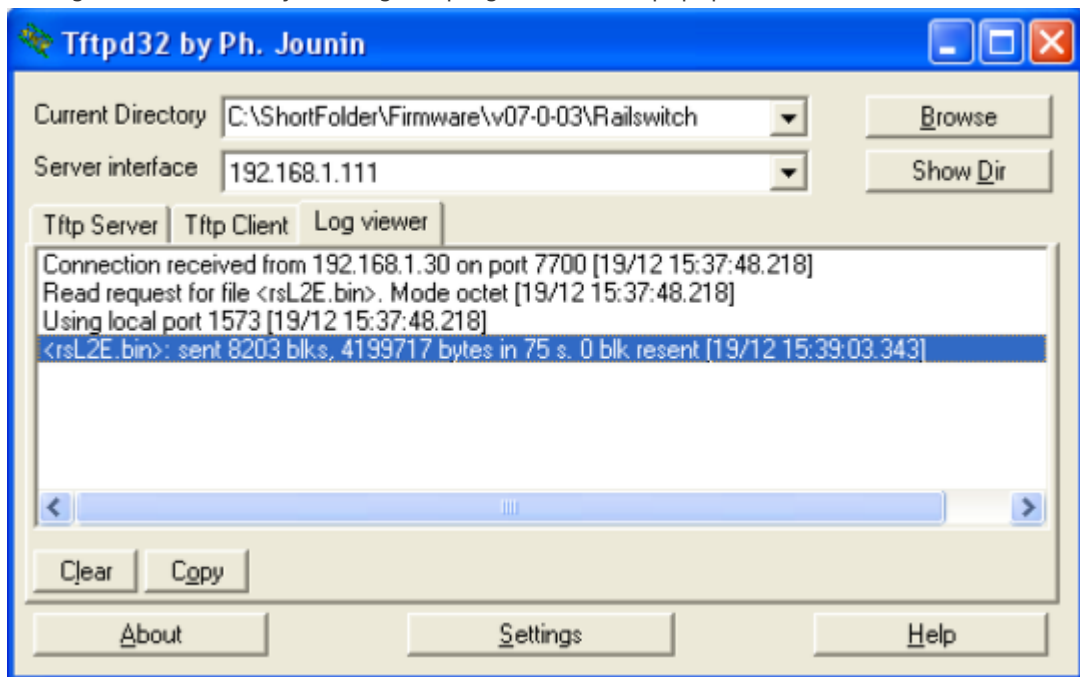 Tftpd32 by Ph. Jounin
Current Directory C:\ShortFolder\Firmware\v07-0-03\Railswitch Browse
Server interface 192.168.1.111 Show Dir
Tftp Server Tftp Client Log viewer
Connection received from 192.168.1.30 on port 7700 [19/12 15:37:48.218]
Read request for file <rsL2E.bin>. Mode octet [19/12 15:37:48.218]
Using local port 1573 [19/12 15:37:48.218]
<rsL2E.bin>: sent 8203 blks, 4199717 bytes in 75 s. 0 blk resent [19/12 15:39:03.343]
Clear Copy
About Settings Help